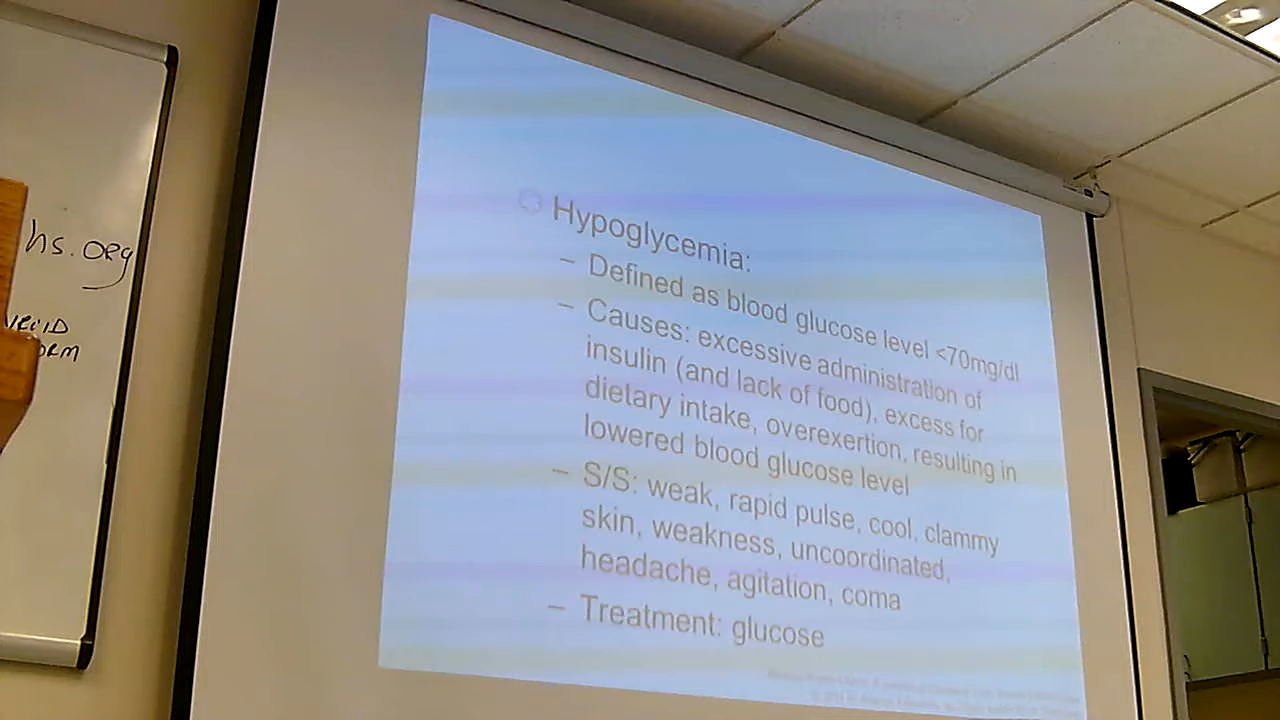 hs.org
ORM
Hypoglycemia:
– Defined as blood glucose level <70mg/dl
– Causes: excessive administration of
insulin (and lack of food), excess for
dietary intake, overexertion, resulting in
lowered blood glucose level
– S/S: weak, rapid pulse, cool, clammy
skin, weakness, uncoordinated,
headache, agitation, coma
– Treatment: glucose